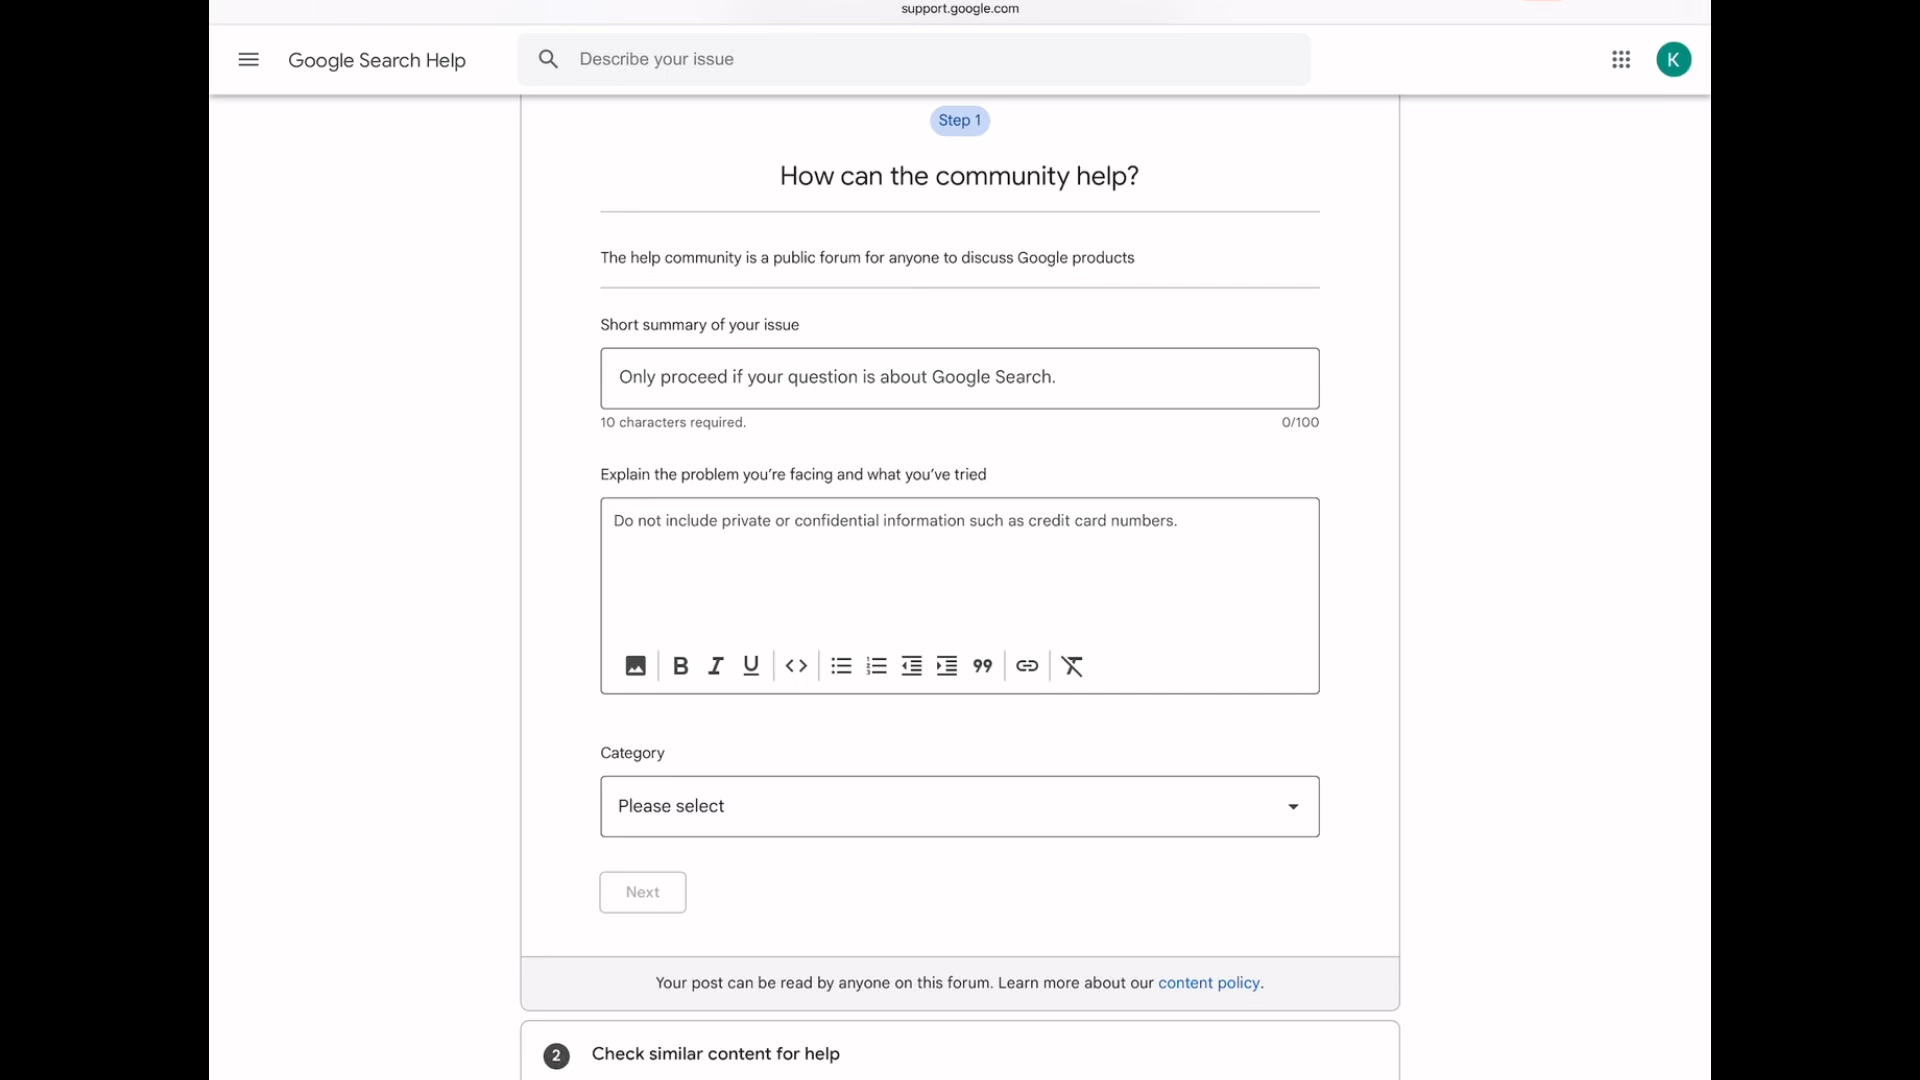 support.google.com
Google Search Help
Describe your issue
K
Step 1
How can the community help?
The help community is a public forum for anyone to discuss Google products
Short summary of your issue
Only proceed if your question is about Google Search.
10 characters required.
0/100
Explain the problem you’re facing and what you’ve tried
Do not include private or confidential information such as credit card numbers.
Category
Please select
Next
Your post can be read by anyone on this forum. Learn more about our content policy.
2 Check similar content for help